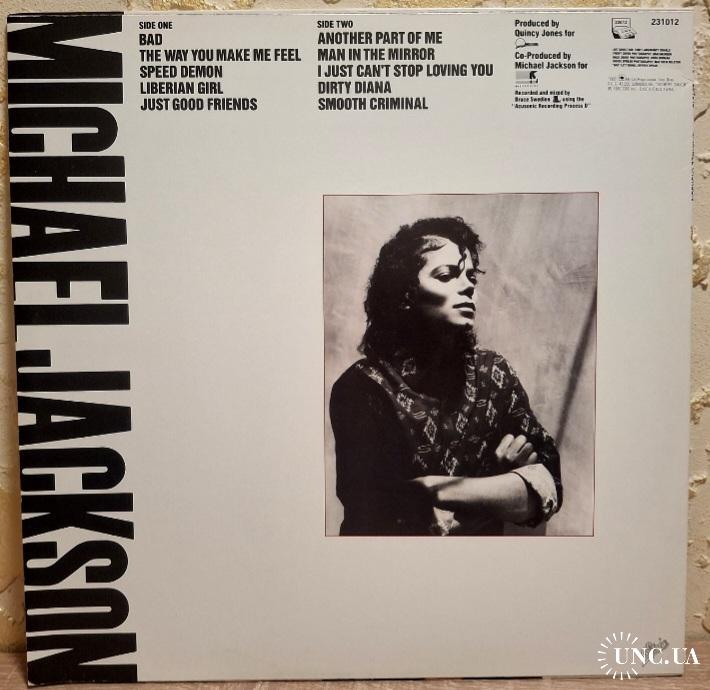 MICHAEL JACKSON
SIDE ONE
BAD
THE WAY YOU MAKE ME FEEL
SPEED DEMON
LIBERIAN GIRL
JUST GOOD FRIENDS
SIDE TWO
ANOTHER PART OF ME
MAN IN THE MIRROR
I JUST CAN'T STOP LOVING YOU
DIRTY DIANA
SMOOTH CRIMINAL
Produced by
Quincy Jones for
Co-Produced by
Michael Jackson for
Recorded and mixed by
Bruce Swedien using the
"Acusonic Recording Process II"
231012
Epic
UNC.UA